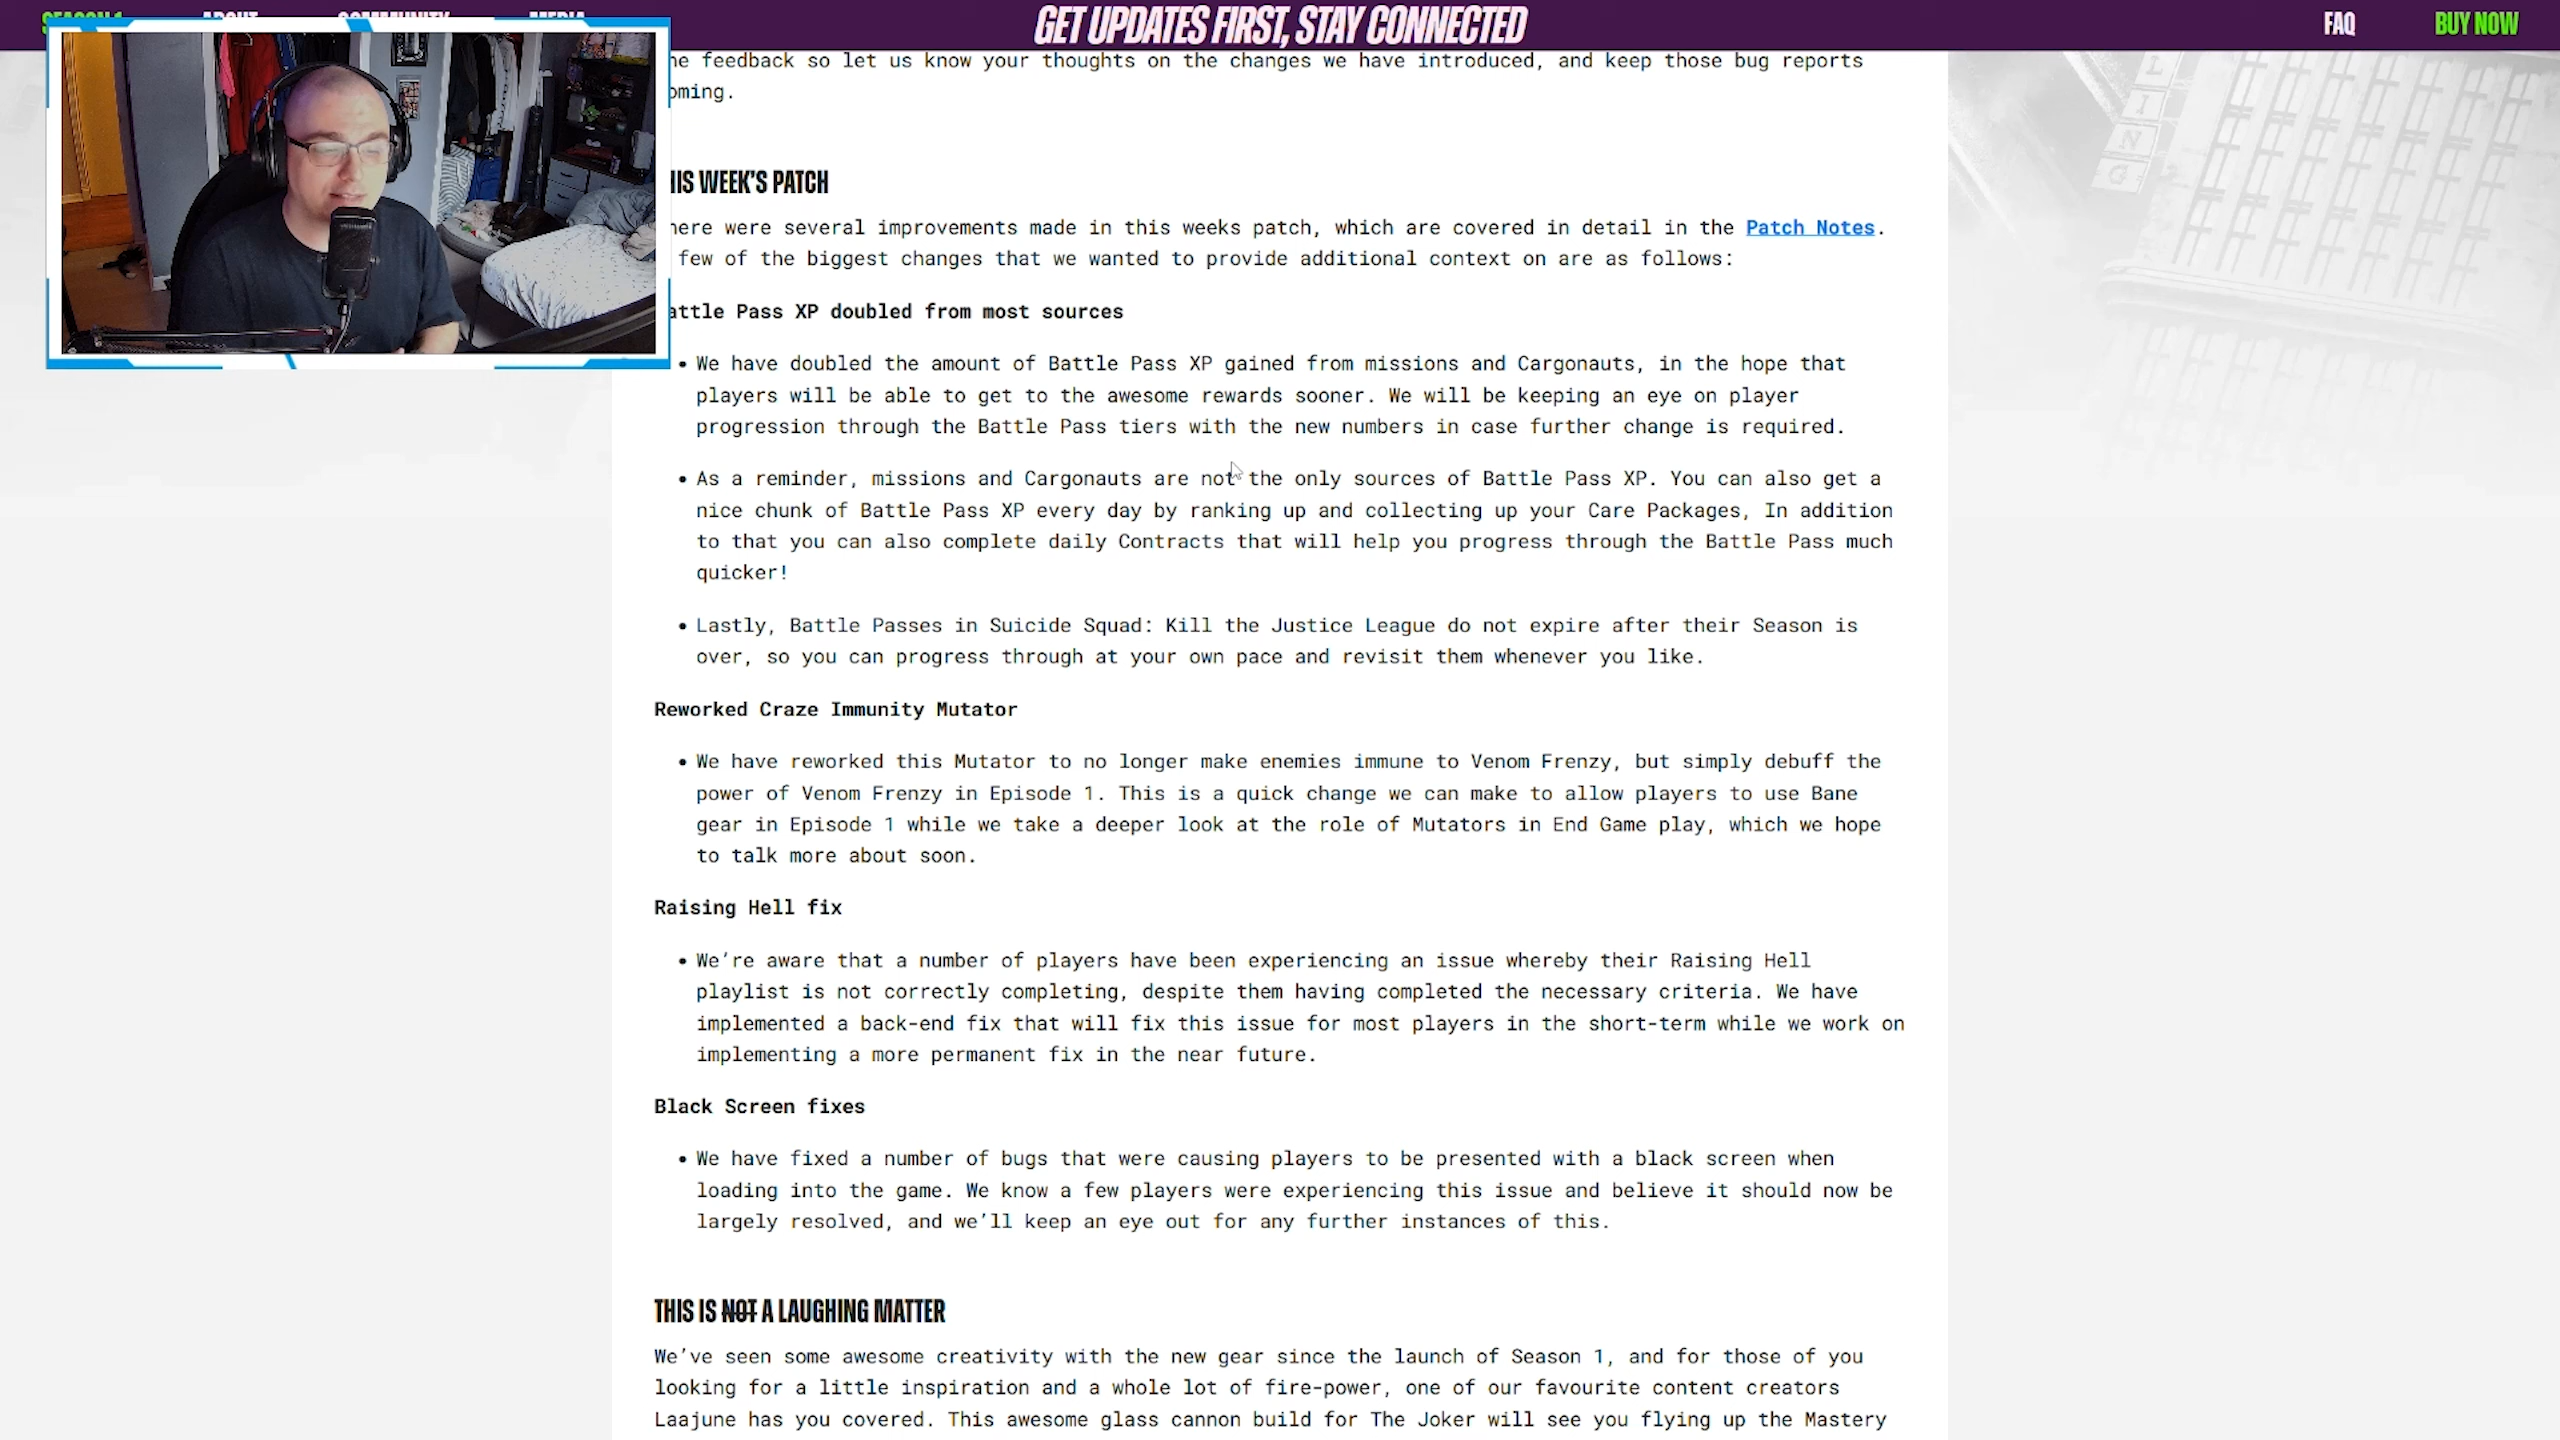 SEASON 1 ABOUT COMMUNITY MEDIA GET UPDATES FIRST, STAY CONNECTED FAQ BUY NOW
he feedback so let us know your thoughts on the changes we have introduced, and keep those bug reports
oming.
HIS WEEK'S PATCH
here were several improvements made in this weeks patch, which are covered in detail in the Patch Notes.
few of the biggest changes that we wanted to provide additional context on are as follows:
attle Pass XP doubled from most sources
• We have doubled the amount of Battle Pass XP gained from missions and Cargonauts, in the hope that
players will be able to get to the awesome rewards sooner. We will be keeping an eye on player
progression through the Battle Pass tiers with the new numbers in case further change is required.
• As a reminder, missions and Cargonauts are not the only sources of Battle Pass XP. You can also get a
nice chunk of Battle Pass XP every day by ranking up and collecting up your Care Packages, In addition
to that you can also complete daily Contracts that will help you progress through the Battle Pass much
quicker!
• Lastly, Battle Passes in Suicide Squad: Kill the Justice League do not expire after their Season is
over, so you can progress through at your own pace and revisit them whenever you like.
Reworked Craze Immunity Mutator
• We have reworked this Mutator to no longer make enemies immune to Venom Frenzy, but simply debuff the
power of Venom Frenzy in Episode 1. This is a quick change we can make to allow players to use Bane
gear in Episode 1 while we take a deeper look at the role of Mutators in End Game play, which we hope
to talk more about soon.
Raising Hell fix
• We're aware that a number of players have been experiencing an issue whereby their Raising Hell
playlist is not correctly completing, despite them having completed the necessary criteria. We have
implemented a back-end fix that will fix this issue for most players in the short-term while we work on
implementing a more permanent fix in the near future.
Black Screen fixes
• We have fixed a number of bugs that were causing players to be presented with a black screen when
loading into the game. We know a few players were experiencing this issue and believe it should now be
largely resolved, and we'll keep an eye out for any further instances of this.
THIS IS NOT A LAUGHING MATTER
We've seen some awesome creativity with the new gear since the launch of Season 1, and for those of you
looking for a little inspiration and a whole lot of fire-power, one of our favourite content creators
Laajune has you covered. This awesome glass cannon build for The Joker will see you flying up the Mastery